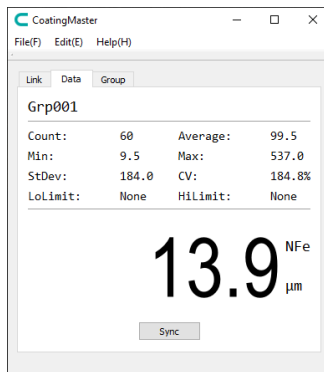 CoatingMaster
File(F) Edit(E) Help(H)
Link Data Group
Grp001
Count: 60 Average: 99.5
Min: 9.5 Max: 537.0
StDev: 184.0 CV: 184.8%
LoLimit: None HiLimit: None
13.9 NFe
μm
Sync